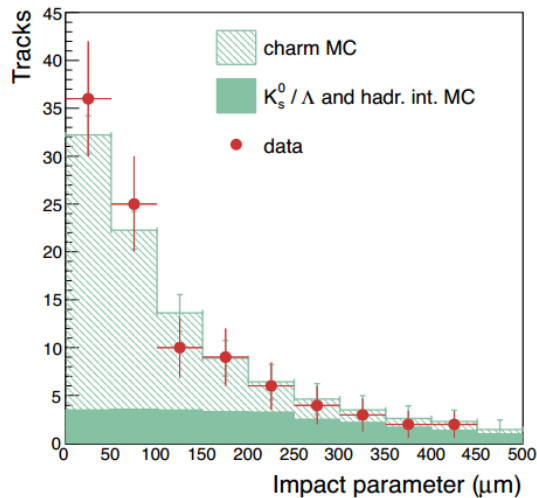 Tracks
45
40
35
30
25
20
15
10
5
0
charm MC
K⁰ₛ / Λ and hadr. int. MC
data
0 50 100 150 200 250 300 350 400 450 500
Impact parameter (μm)